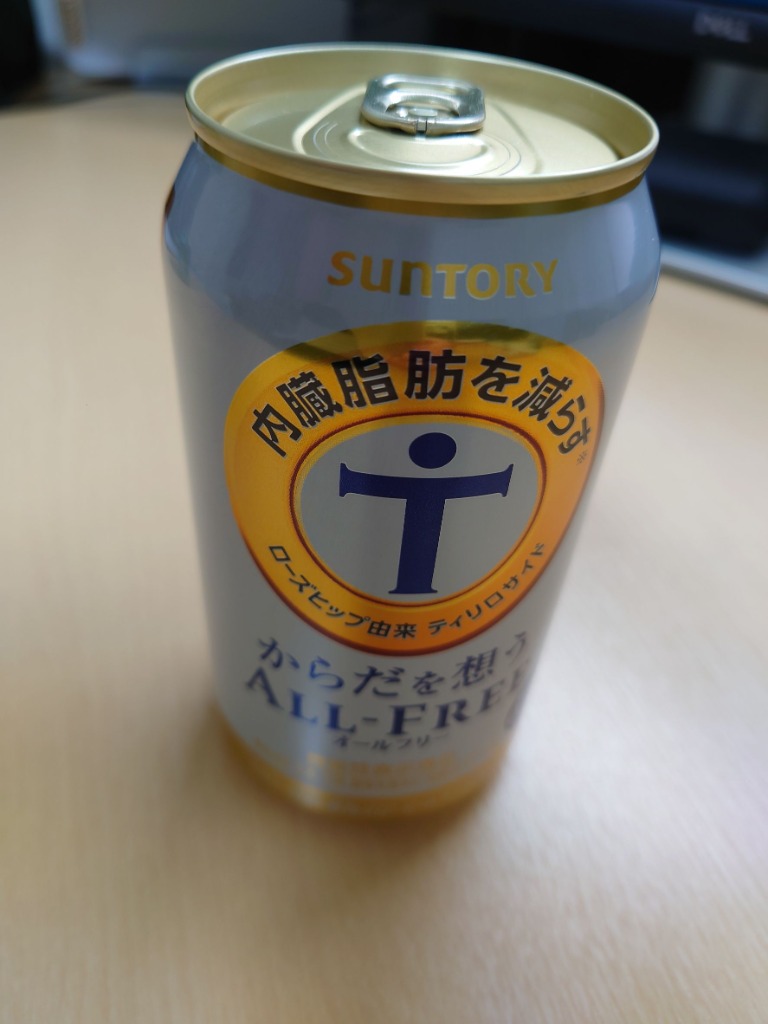 DELL
SUNTORY
内臓脂肪を減らす※
ローズヒップ由来 ティリロサイド
からだを想う
ALL-FREE
オールフリー